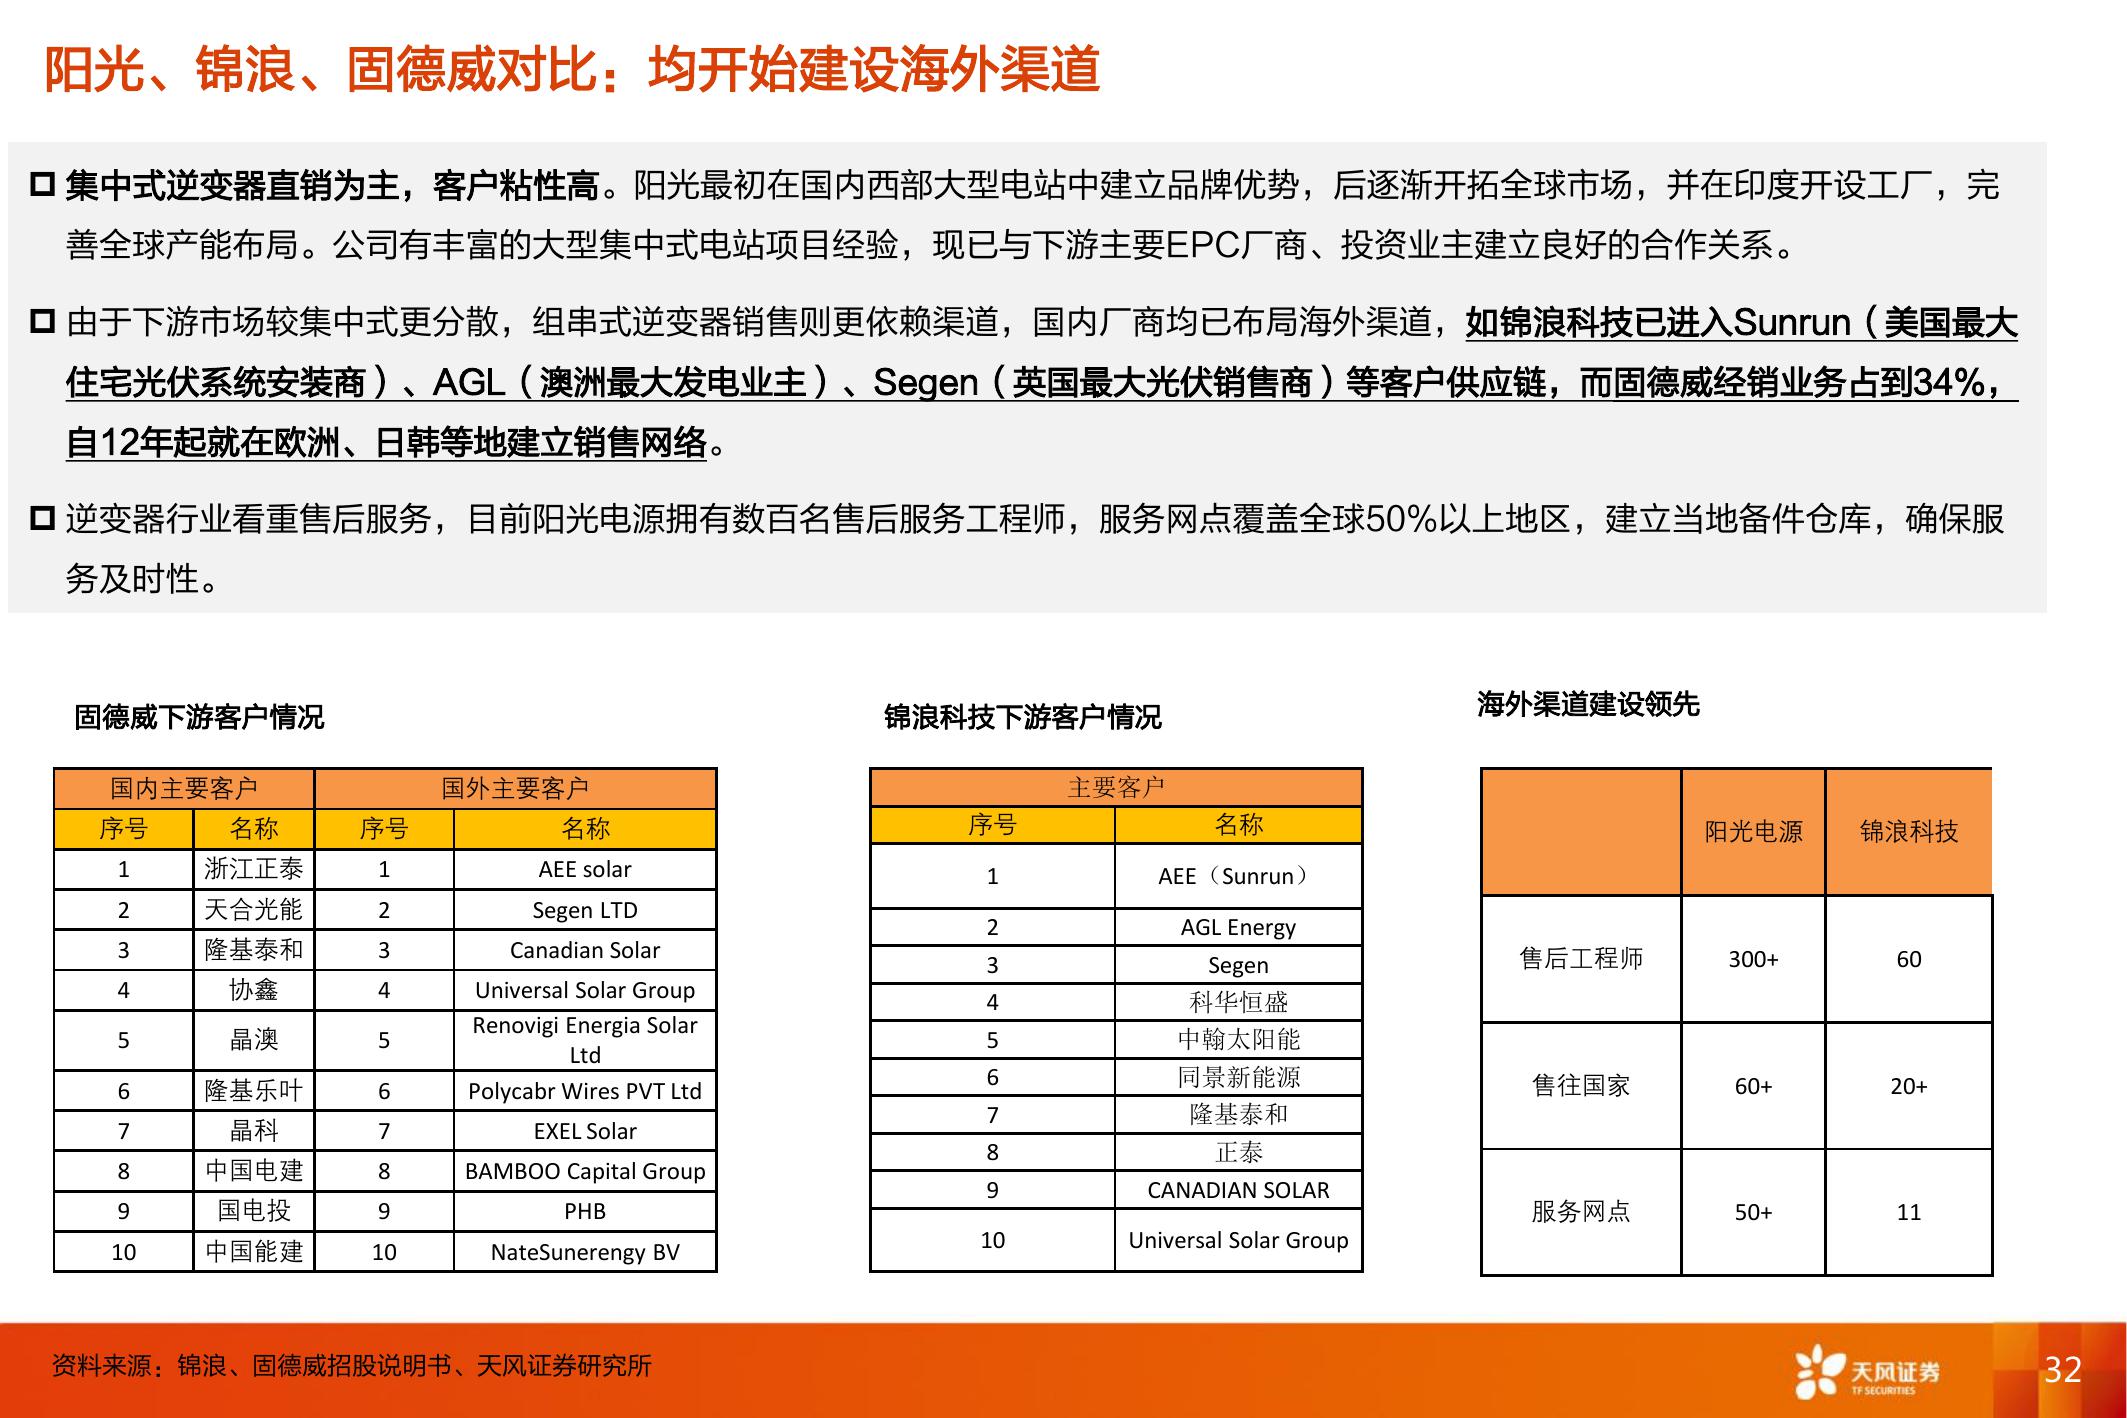 阳光、锦浪、固德威对比：均开始建设海外渠道
集中式逆变器直销为主，客户粘性高。阳光最初在国内西部大型电站中建立品牌优势，后逐渐开拓全球市场，并在印度开设工厂，完
善全球产能布局。公司有丰富的大型集中式电站项目经验，现已与下游主要EPC厂商、投资业主建立良好的合作关系。
由于下游市场较集中式更分散，组串式逆变器销售则更依赖渠道，国内厂商均已布局海外渠道，如锦浪科技已进入Sunrun（美国最大
住宅光伏系统安装商）、AGL（澳洲最大发电业主）、Segen（英国最大光伏销售商）等客户供应链，而固德威经销业务占到34%，
自12年起就在欧洲、日韩等地建立销售网络。
逆变器行业看重售后服务，目前阳光电源拥有数百名售后服务工程师，服务网点覆盖全球50%以上地区，建立当地备件仓库，确保服
务及时性。
固德威下游客户情况
国内主要客户 国外主要客户
序号 名称 序号 名称
1 浙江正泰 1 AEE solar
2 天合光能 2 Segen LTD
3 隆基泰和 3 Canadian Solar
4 协鑫 4 Universal Solar Group
5 晶澳 5 Renovigi Energia Solar
Ltd
6 隆基乐叶 6 Polycabr Wires PVT Ltd
7 晶科 7 EXEL Solar
8 中国电建 8 BAMBOO Capital Group
9 国电投 9 PHB
10 中国能建 10 NateSunerengy BV
锦浪科技下游客户情况
主要客户
序号 名称
1 AEE（Sunrun）
2 AGL Energy
3 Segen
4 科华恒盛
5 中翰太阳能
6 同景新能源
7 隆基泰和
8 正泰
9 CANADIAN SOLAR
10 Universal Solar Group
海外渠道建设领先
阳光电源 锦浪科技
售后工程师 300+ 60
售往国家 60+ 20+
服务网点 50+ 11
资料来源：锦浪、固德威招股说明书、天风证券研究所
天风证券
TF SECURITIES
32